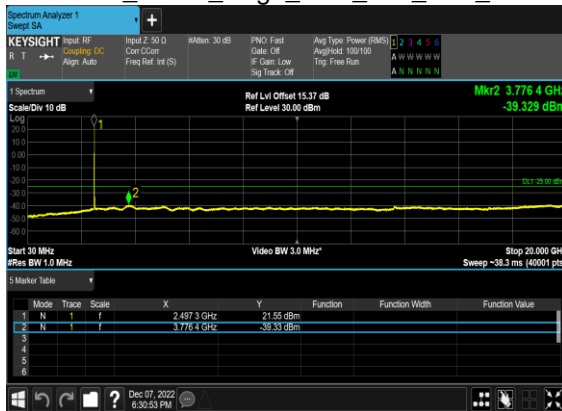 Spectrum Analyzer 1
Swept SA
+
KEYSIGHT Input: RF Input Z: 50 Ω #Atten: 30 dB PNO: Fast Avg Type: Power (RMS) 1 2 3 4 5 6
R T Coupling: DC Corr CCorr Gate: Off Avg|Hold: 100/100 A W W W W W
Align: Auto Freq Ref: Int (S) IF Gain: Low Trig: Free Run
Sig Track: Off A N N N N N
1 Spectrum Ref Lvl Offset 15.37 dB Mkr2 3.776 4 GHz
Scale/Div 10 dB Ref Level 30.00 dBm -39.329 dBm
Log
20.0
10.0
0.00
-10.0
-20.0
-30.0
-40.0
-50.0
-60.0
1
2
DL1 -25.00 dBm
Start 30 MHz Video BW 3.0 MHz* Stop 20.000 GHz
#Res BW 1.0 MHz Sweep ~38.3 ms (40001 pts)
5 Marker Table
Mode Trace Scale X Y Function Function Width Function Value
1 N 1 f 2.497 3 GHz 21.55 dBm
2 N 1 f 3.776 4 GHz -39.33 dBm
3
4
5
6
? Dec 07, 2022
6:30:53 PM